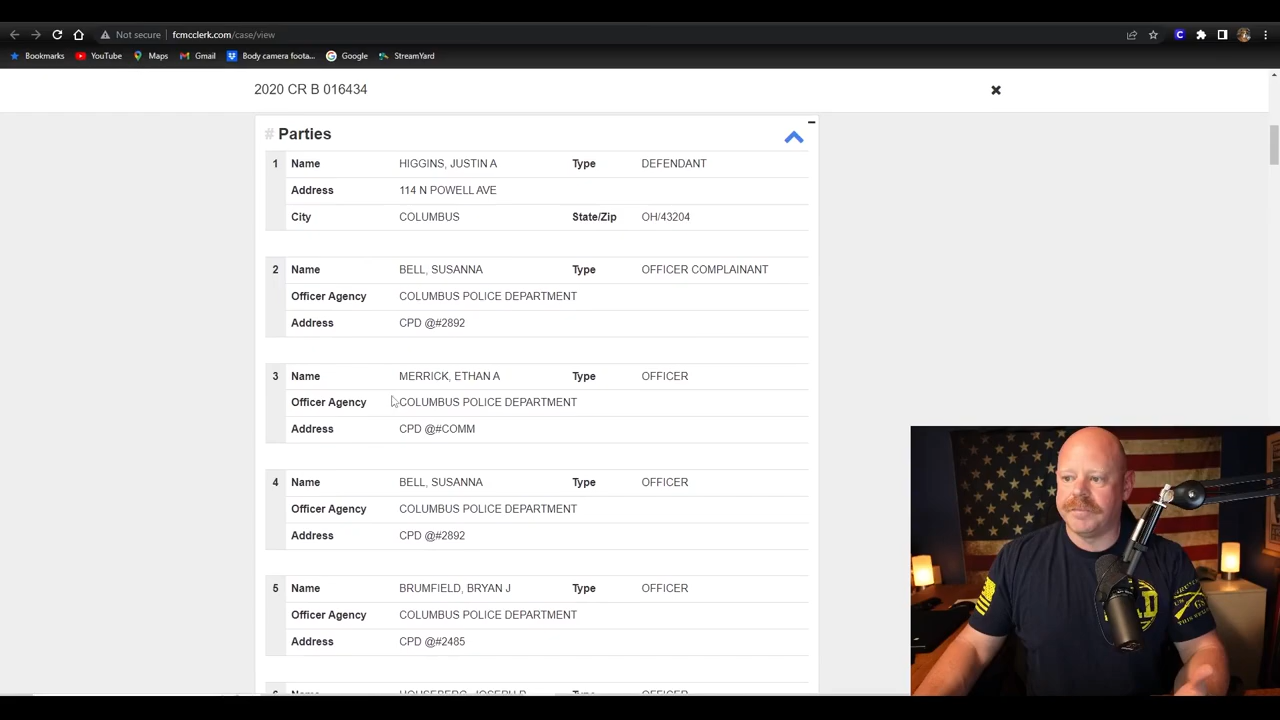 Not secure | fcmcclerk.com/case/view
Bookmarks YouTube Maps Gmail Body camera foota... Google StreamYard
2020 CR B 016434
# Parties
1 Name HIGGINS, JUSTIN A Type DEFENDANT
Address 114 N POWELL AVE
City COLUMBUS State/Zip OH/43204
2 Name BELL, SUSANNA Type OFFICER COMPLAINANT
Officer Agency COLUMBUS POLICE DEPARTMENT
Address CPD @#2892
3 Name MERRICK, ETHAN A Type OFFICER
Officer Agency COLUMBUS POLICE DEPARTMENT
Address CPD @#COMM
4 Name BELL, SUSANNA Type OFFICER
Officer Agency COLUMBUS POLICE DEPARTMENT
Address CPD @#2892
5 Name BRUMFIELD, BRYAN J Type OFFICER
Officer Agency COLUMBUS POLICE DEPARTMENT
Address CPD @#2485